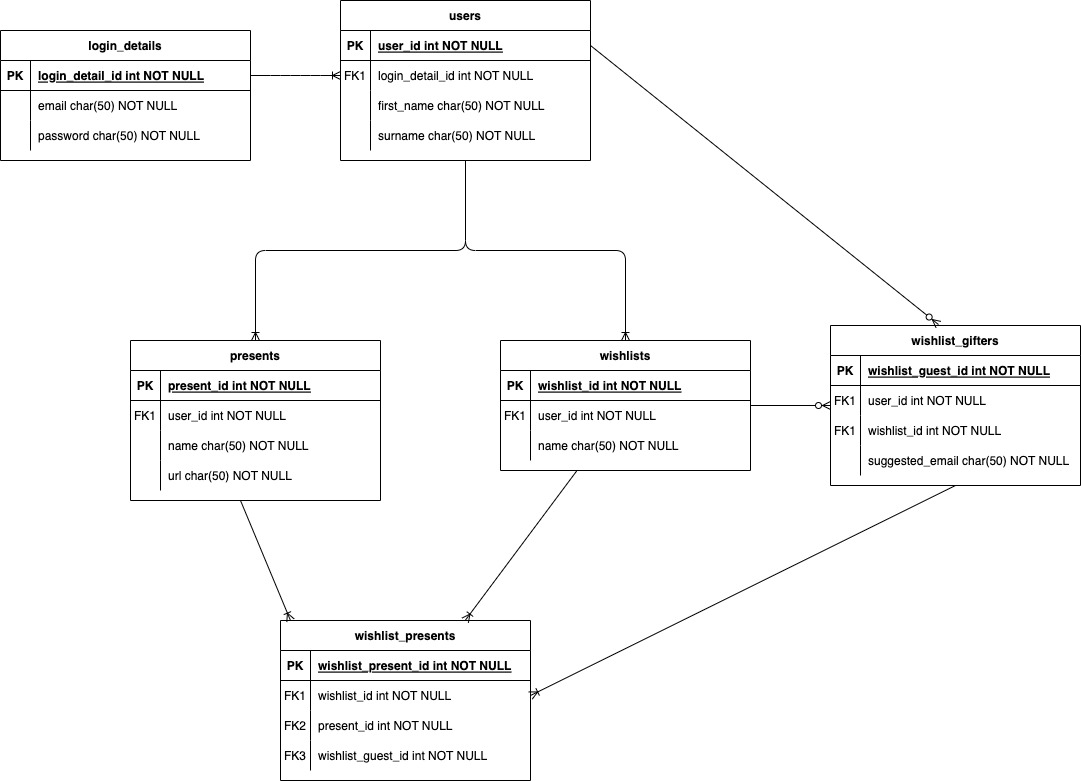 users
PK user_id int NOT NULL
FK1 login_detail_id int NOT NULL
first_name char(50) NOT NULL
surname char(50) NOT NULL
login_details
PK login_detail_id int NOT NULL
email char(50) NOT NULL
password char(50) NOT NULL
presents
PK present_id int NOT NULL
FK1 user_id int NOT NULL
name char(50) NOT NULL
url char(50) NOT NULL
wishlists
PK wishlist_id int NOT NULL
FK1 user_id int NOT NULL
name char(50) NOT NULL
wishlist_gifters
PK wishlist_guest_id int NOT NULL
FK1 user_id int NOT NULL
FK1 wishlist_id int NOT NULL
suggested_email char(50) NOT NULL
wishlist_presents
PK wishlist_present_id int NOT NULL
FK1 wishlist_id int NOT NULL
FK2 present_id int NOT NULL
FK3 wishlist_guest_id int NOT NULL